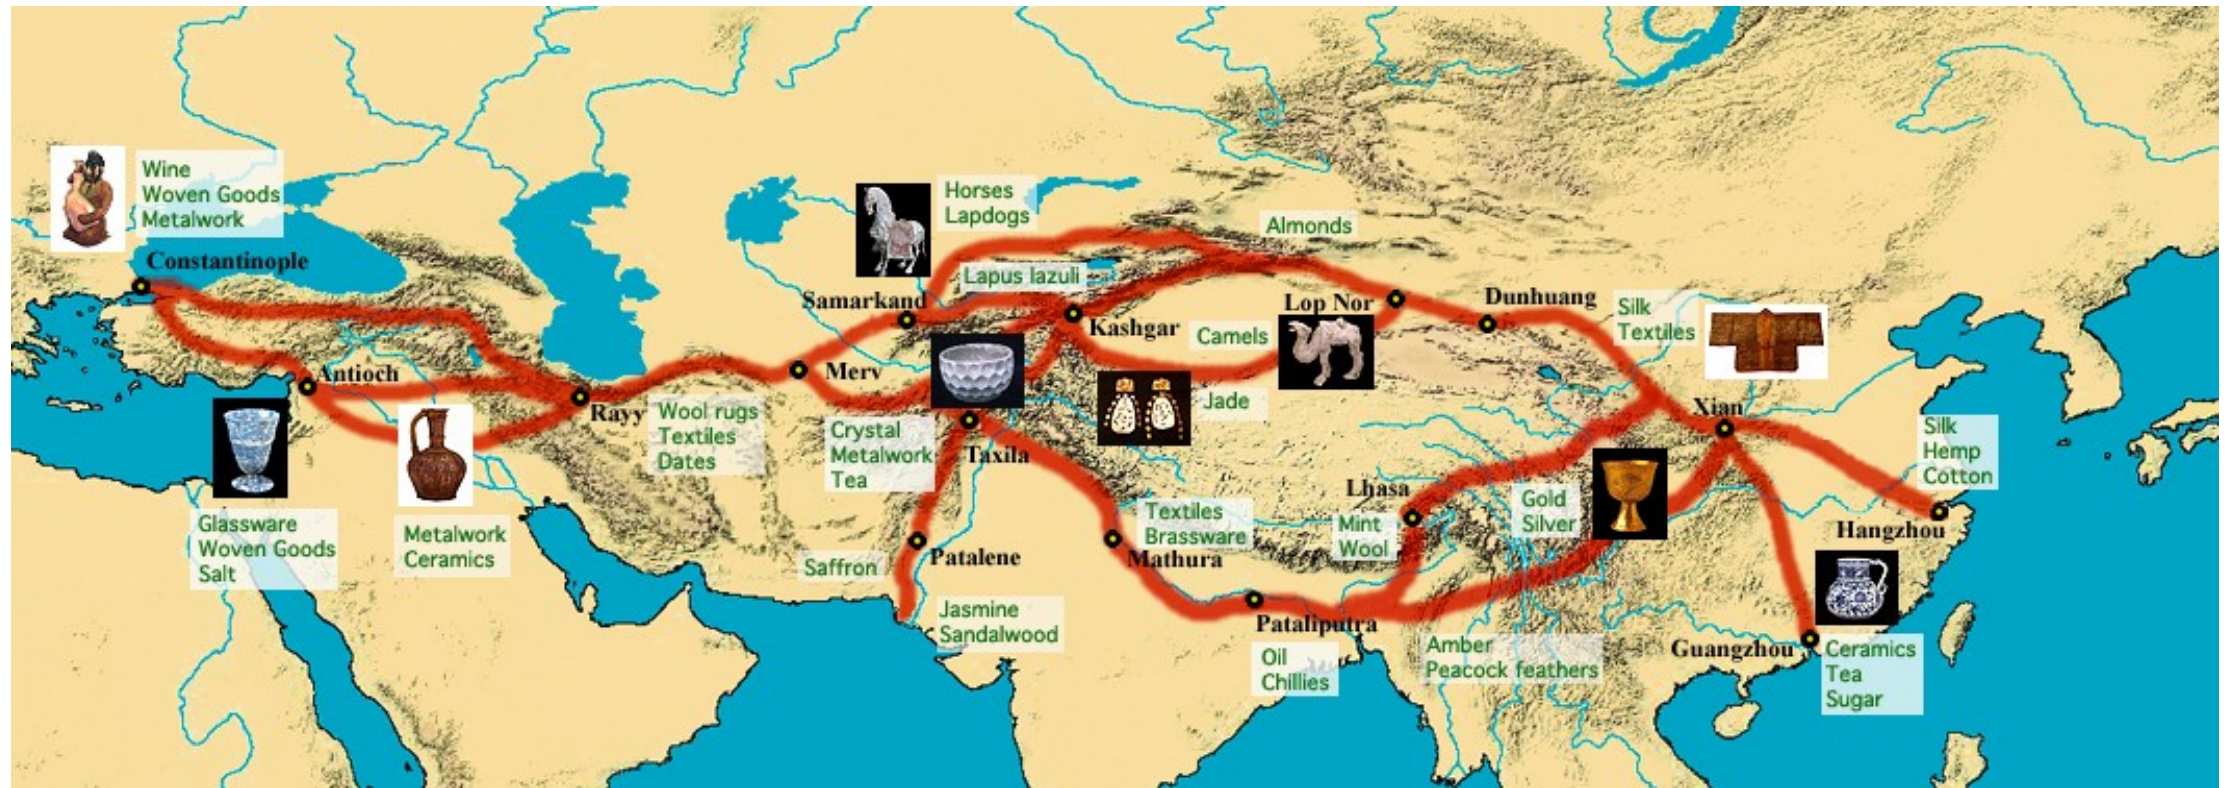 Wine
Woven Goods
Metalwork
Constantinople
Horses
Lapdogs
Almonds
Lapus lazuli
Samarkand
Kashgar
Lop Nor
Dunhuang
Silk
Textiles
Camels
Antioch
Merv
Jade
Rayy
Wool rugs
Textiles
Dates
Crystal
Metalwork
Tea
Taxila
Xian
Silk
Hemp
Cotton
Lhasa
Gold
Silver
Mint
Wool
Textiles
Brassware
Mathura
Hangzhou
Glassware
Woven Goods
Salt
Metalwork
Ceramics
Saffron
Patalene
Jasmine
Sandalwood
Pataliputra
Oil
Chillies
Amber
Peacock feathers
Guangzhou
Ceramics
Tea
Sugar